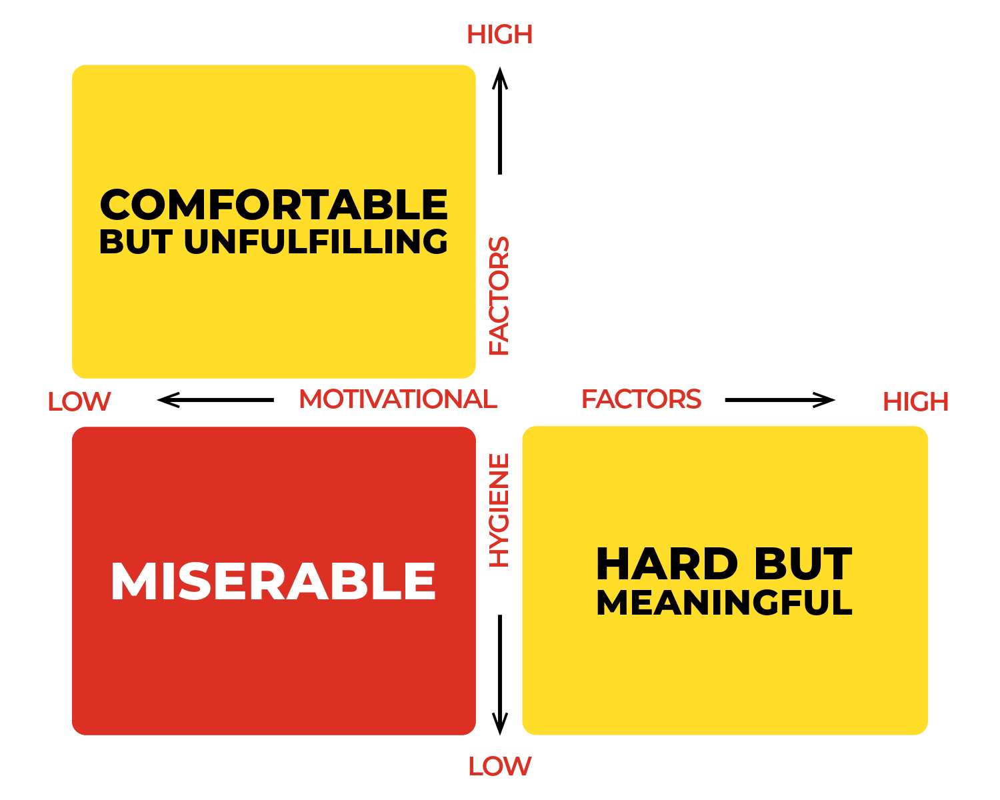 HIGH
COMFORTABLE
BUT UNFULFILLING
FACTORS
LOW
MOTIVATIONAL
FACTORS
HIGH
HYGIENE
MISERABLE
HARD BUT
MEANINGFUL
LOW